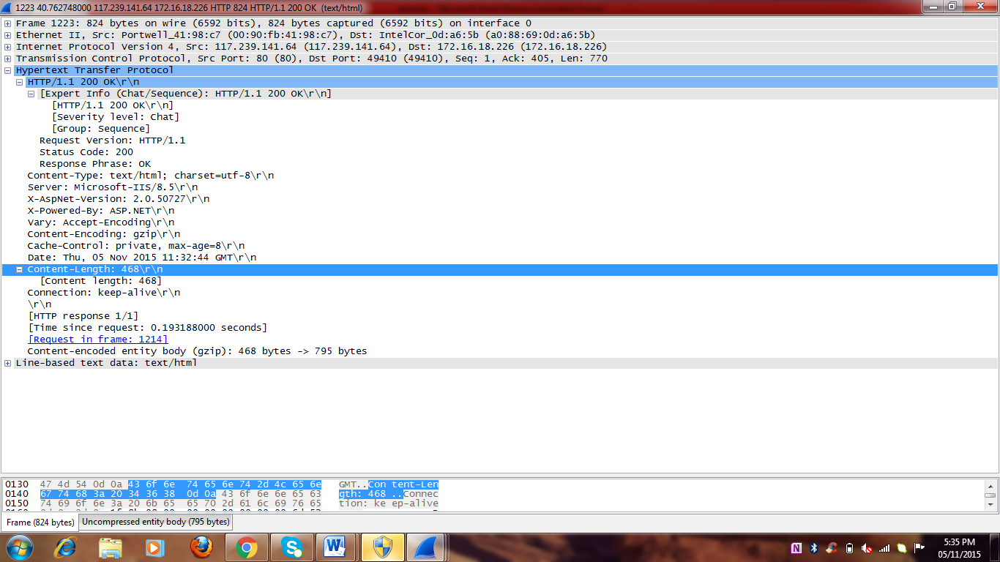 1223 40.762748000 117.239.141.64 172.16.18.226 HTTP 824 HTTP/1.1 200 OK (text/html)
Frame 1223: 824 bytes on wire (6592 bits), 824 bytes captured (6592 bits) on interface 0
Ethernet II, Src: Portwell_41:98:c7 (00:90:fb:41:98:c7), Dst: IntelCor_0d:a6:5b (a0:88:69:0d:a6:5b)
Internet Protocol Version 4, Src: 117.239.141.64 (117.239.141.64), Dst: 172.16.18.226 (172.16.18.226)
Transmission Control Protocol, Src Port: 80 (80), Dst Port: 49410 (49410), Seq: 1, Ack: 405, Len: 770
Hypertext Transfer Protocol
HTTP/1.1 200 OK\r\n
[Expert Info (Chat/Sequence): HTTP/1.1 200 OK\r\n]
[HTTP/1.1 200 OK\r\n]
[Severity level: Chat]
[Group: Sequence]
Request Version: HTTP/1.1
Status Code: 200
Response Phrase: OK
Content-Type: text/html; charset=utf-8\r\n
Server: Microsoft-IIS/8.5\r\n
X-AspNet-Version: 2.0.50727\r\n
X-Powered-By: ASP.NET\r\n
Vary: Accept-Encoding\r\n
Content-Encoding: gzip\r\n
Cache-Control: private, max-age=8\r\n
Date: Thu, 05 Nov 2015 11:32:44 GMT\r\n
Content-Length: 468\r\n
[Content length: 468]
Connection: keep-alive\r\n
\r\n
[HTTP response 1/1]
[Time since request: 0.193188000 seconds]
[Request in frame: 1214]
Content-encoded entity body (gzip): 468 bytes -> 795 bytes
Line-based text data: text/html
0130 47 4d 54 0d 0a 43 6f 6e 74 65 6e 74 2d 4c 65 6e GMT..Con tent-Len
0140 67 74 68 3a 20 34 36 38 0d 0a 43 6f 6e 6e 65 63 gth: 468 ..Connec
0150 74 69 6f 6e 3a 20 6b 65 65 70 2d 61 6c 69 76 65 tion: ke ep-alive
Frame (824 bytes) Uncompressed entity body (795 bytes)
5:35 PM
05/11/2015